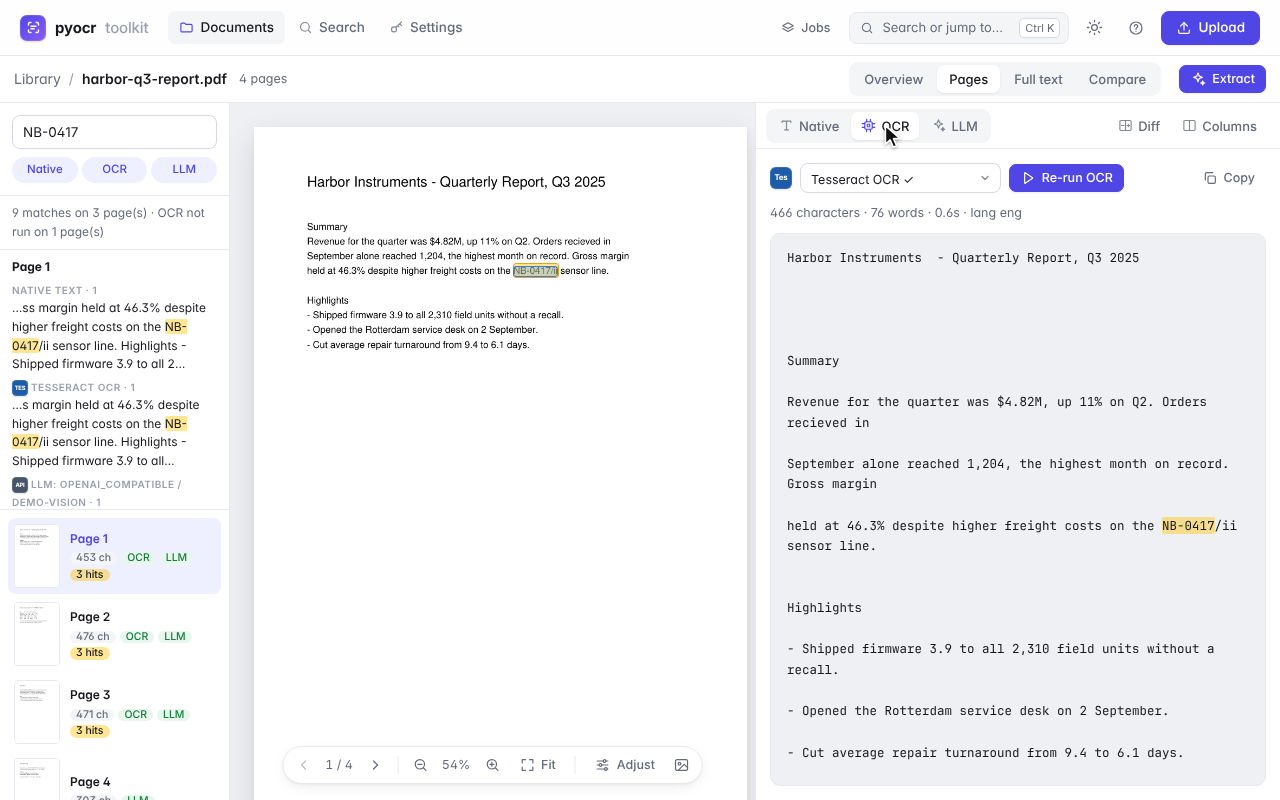 pyocr toolkit
Documents
Search
Settings
Jobs
Search or jump to...
Ctrl K
Upload
Library / harbor-q3-report.pdf 4 pages
Overview
Pages
Full text
Compare
Extract
NB-0417
Native
OCR
LLM
9 matches on 3 page(s) · OCR not
run on 1 page(s)
Page 1
NATIVE TEXT · 1
...ss margin held at 46.3% despite
higher freight costs on the NB-
0417/ii sensor line. Highlights -
Shipped firmware 3.9 to all 2...
TES TESSERACT OCR · 1
...s margin held at 46.3% despite
higher freight costs on the NB-
0417/ii sensor line. Highlights -
Shipped firmware 3.9 to all...
API LLM: OPENAI_COMPATIBLE /
DEMO-VISION · 1
Page 1
453 ch OCR LLM
3 hits
Page 2
476 ch OCR LLM
3 hits
Page 3
471 ch OCR LLM
3 hits
Page 4
303 ch LLM
Harbor Instruments - Quarterly Report, Q3 2025
Summary
Revenue for the quarter was $4.82M, up 11% on Q2. Orders recieved in
September alone reached 1,204, the highest month on record. Gross margin
held at 46.3% despite higher freight costs on the NB-0417/ii sensor line.
Highlights
- Shipped firmware 3.9 to all 2,310 field units without a recall.
- Opened the Rotterdam service desk on 2 September.
- Cut average repair turnaround from 9.4 to 6.1 days.
1 / 4
54%
Fit
Adjust
Native
OCR
LLM
Diff
Columns
Tes
Tesseract OCR ✓
Re-run OCR
Copy
466 characters · 76 words · 0.6s · lang eng
Harbor Instruments - Quarterly Report, Q3 2025
Summary
Revenue for the quarter was $4.82M, up 11% on Q2. Orders
recieved in
September alone reached 1,204, the highest month on record.
Gross margin
held at 46.3% despite higher freight costs on the NB-0417/ii
sensor line.
Highlights
- Shipped firmware 3.9 to all 2,310 field units without a
recall.
- Opened the Rotterdam service desk on 2 September.
- Cut average repair turnaround from 9.4 to 6.1 days.